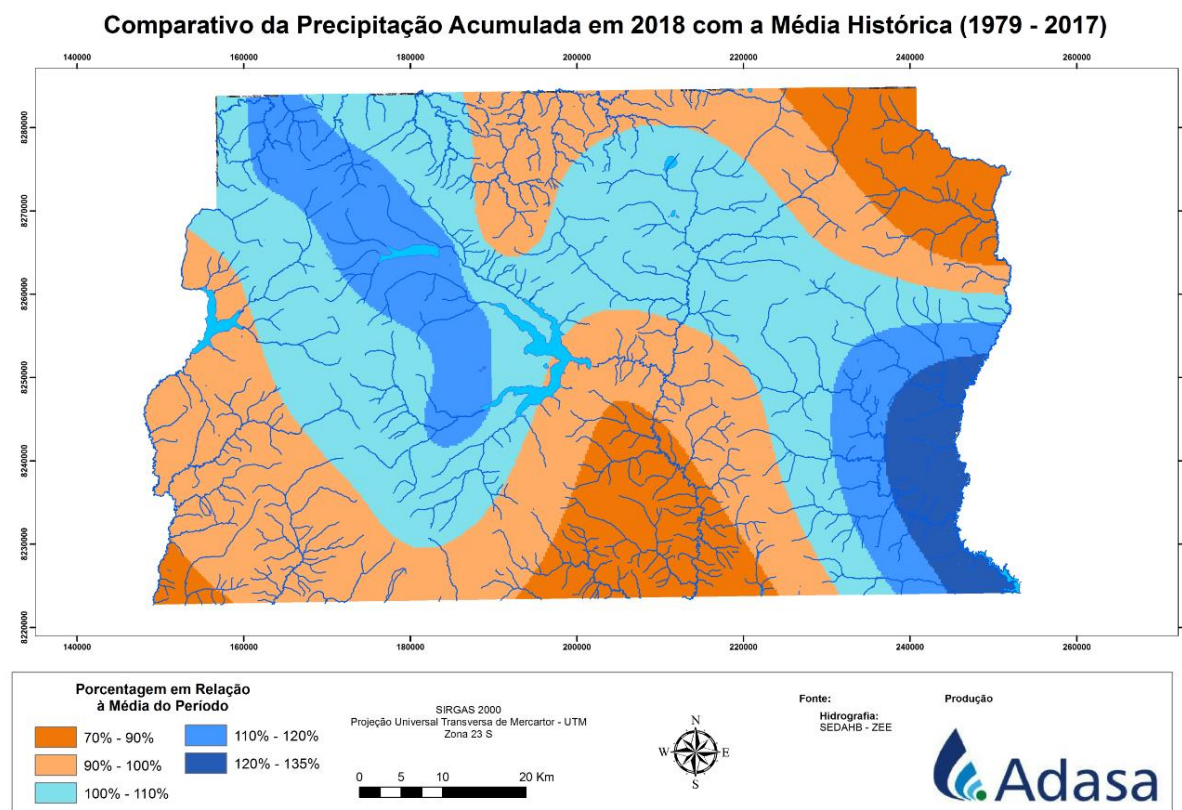 Comparativo da Precipitação Acumulada em 2018 com a Média Histórica (1979 - 2017)
140000 160000 180000 200000 220000 240000 260000
8280000
8270000
8260000
8250000
8240000
8230000
8220000
140000 160000 180000 200000 220000 240000 260000
Porcentagem em Relação
à Média do Período
70% - 90%
90% - 100%
100% - 110%
110% - 120%
120% - 135%
SIRGAS 2000
Projeção Universal Transversa de Mercartor - UTM
Zona 23 S
0 5 10 20 Km
N
W E
S
Fonte:
Hidrografia:
SEDAHB - ZEE
Produção
Adasa